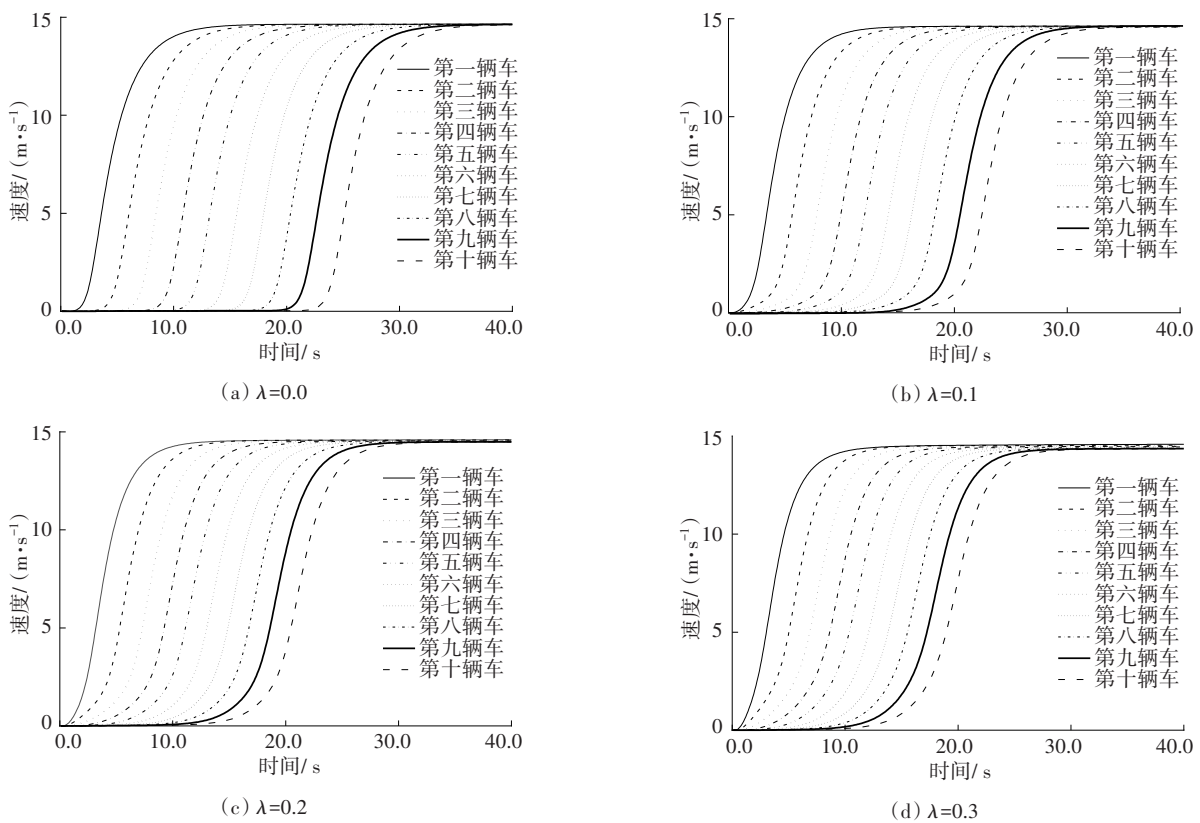 15
10
5
0
速度/(m•s⁻¹)
第一辆车
第二辆车
第三辆车
第四辆车
第五辆车
第六辆车
第七辆车
第八辆车
第九辆车
第十辆车
0.0 10.0 20.0 30.0 40.0
时间/ s
(a) λ=0.0
15
10
5
0
速度/(m•s⁻¹)
第一辆车
第二辆车
第三辆车
第四辆车
第五辆车
第六辆车
第七辆车
第八辆车
第九辆车
第十辆车
0.0 10.0 20.0 30.0 40.0
时间/ s
(b) λ=0.1
15
10
5
0
速度/(m•s⁻¹)
第一辆车
第二辆车
第三辆车
第四辆车
第五辆车
第六辆车
第七辆车
第八辆车
第九辆车
第十辆车
0.0 10.0 20.0 30.0 40.0
时间/ s
(c) λ=0.2
15
10
5
0
速度/(m•s⁻¹)
第一辆车
第二辆车
第三辆车
第四辆车
第五辆车
第六辆车
第七辆车
第八辆车
第九辆车
第十辆车
0.0 10.0 20.0 30.0 40.0
时间/ s
(d) λ=0.3